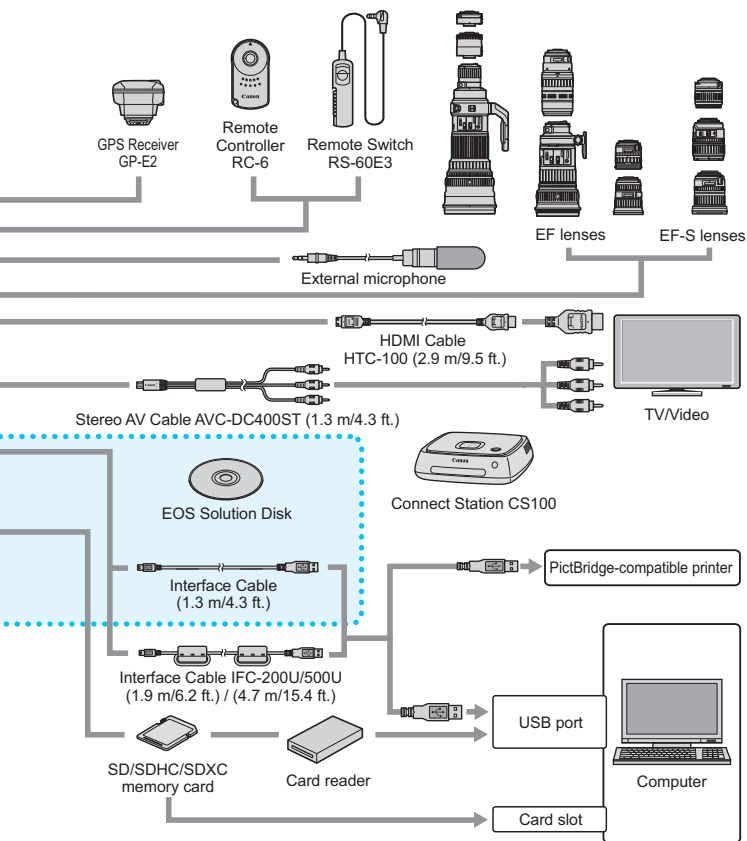 Canon
GPS Receiver
GP-E2
Remote
Controller
RC-6
Remote Switch
RS-60E3
EF lenses
EF-S lenses
External microphone
HDMI Cable
HTC-100 (2.9 m/9.5 ft.)
Stereo AV Cable AVC-DC400ST (1.3 m/4.3 ft.)
TV/Video
EOS Solution Disk
Canon
Connect Station CS100
Interface Cable
(1.3 m/4.3 ft.)
PictBridge-compatible printer
Interface Cable IFC-200U/500U
(1.9 m/6.2 ft.) / (4.7 m/15.4 ft.)
USB port
SD/SDHC/SDXC
memory card
Card reader
Computer
Card slot